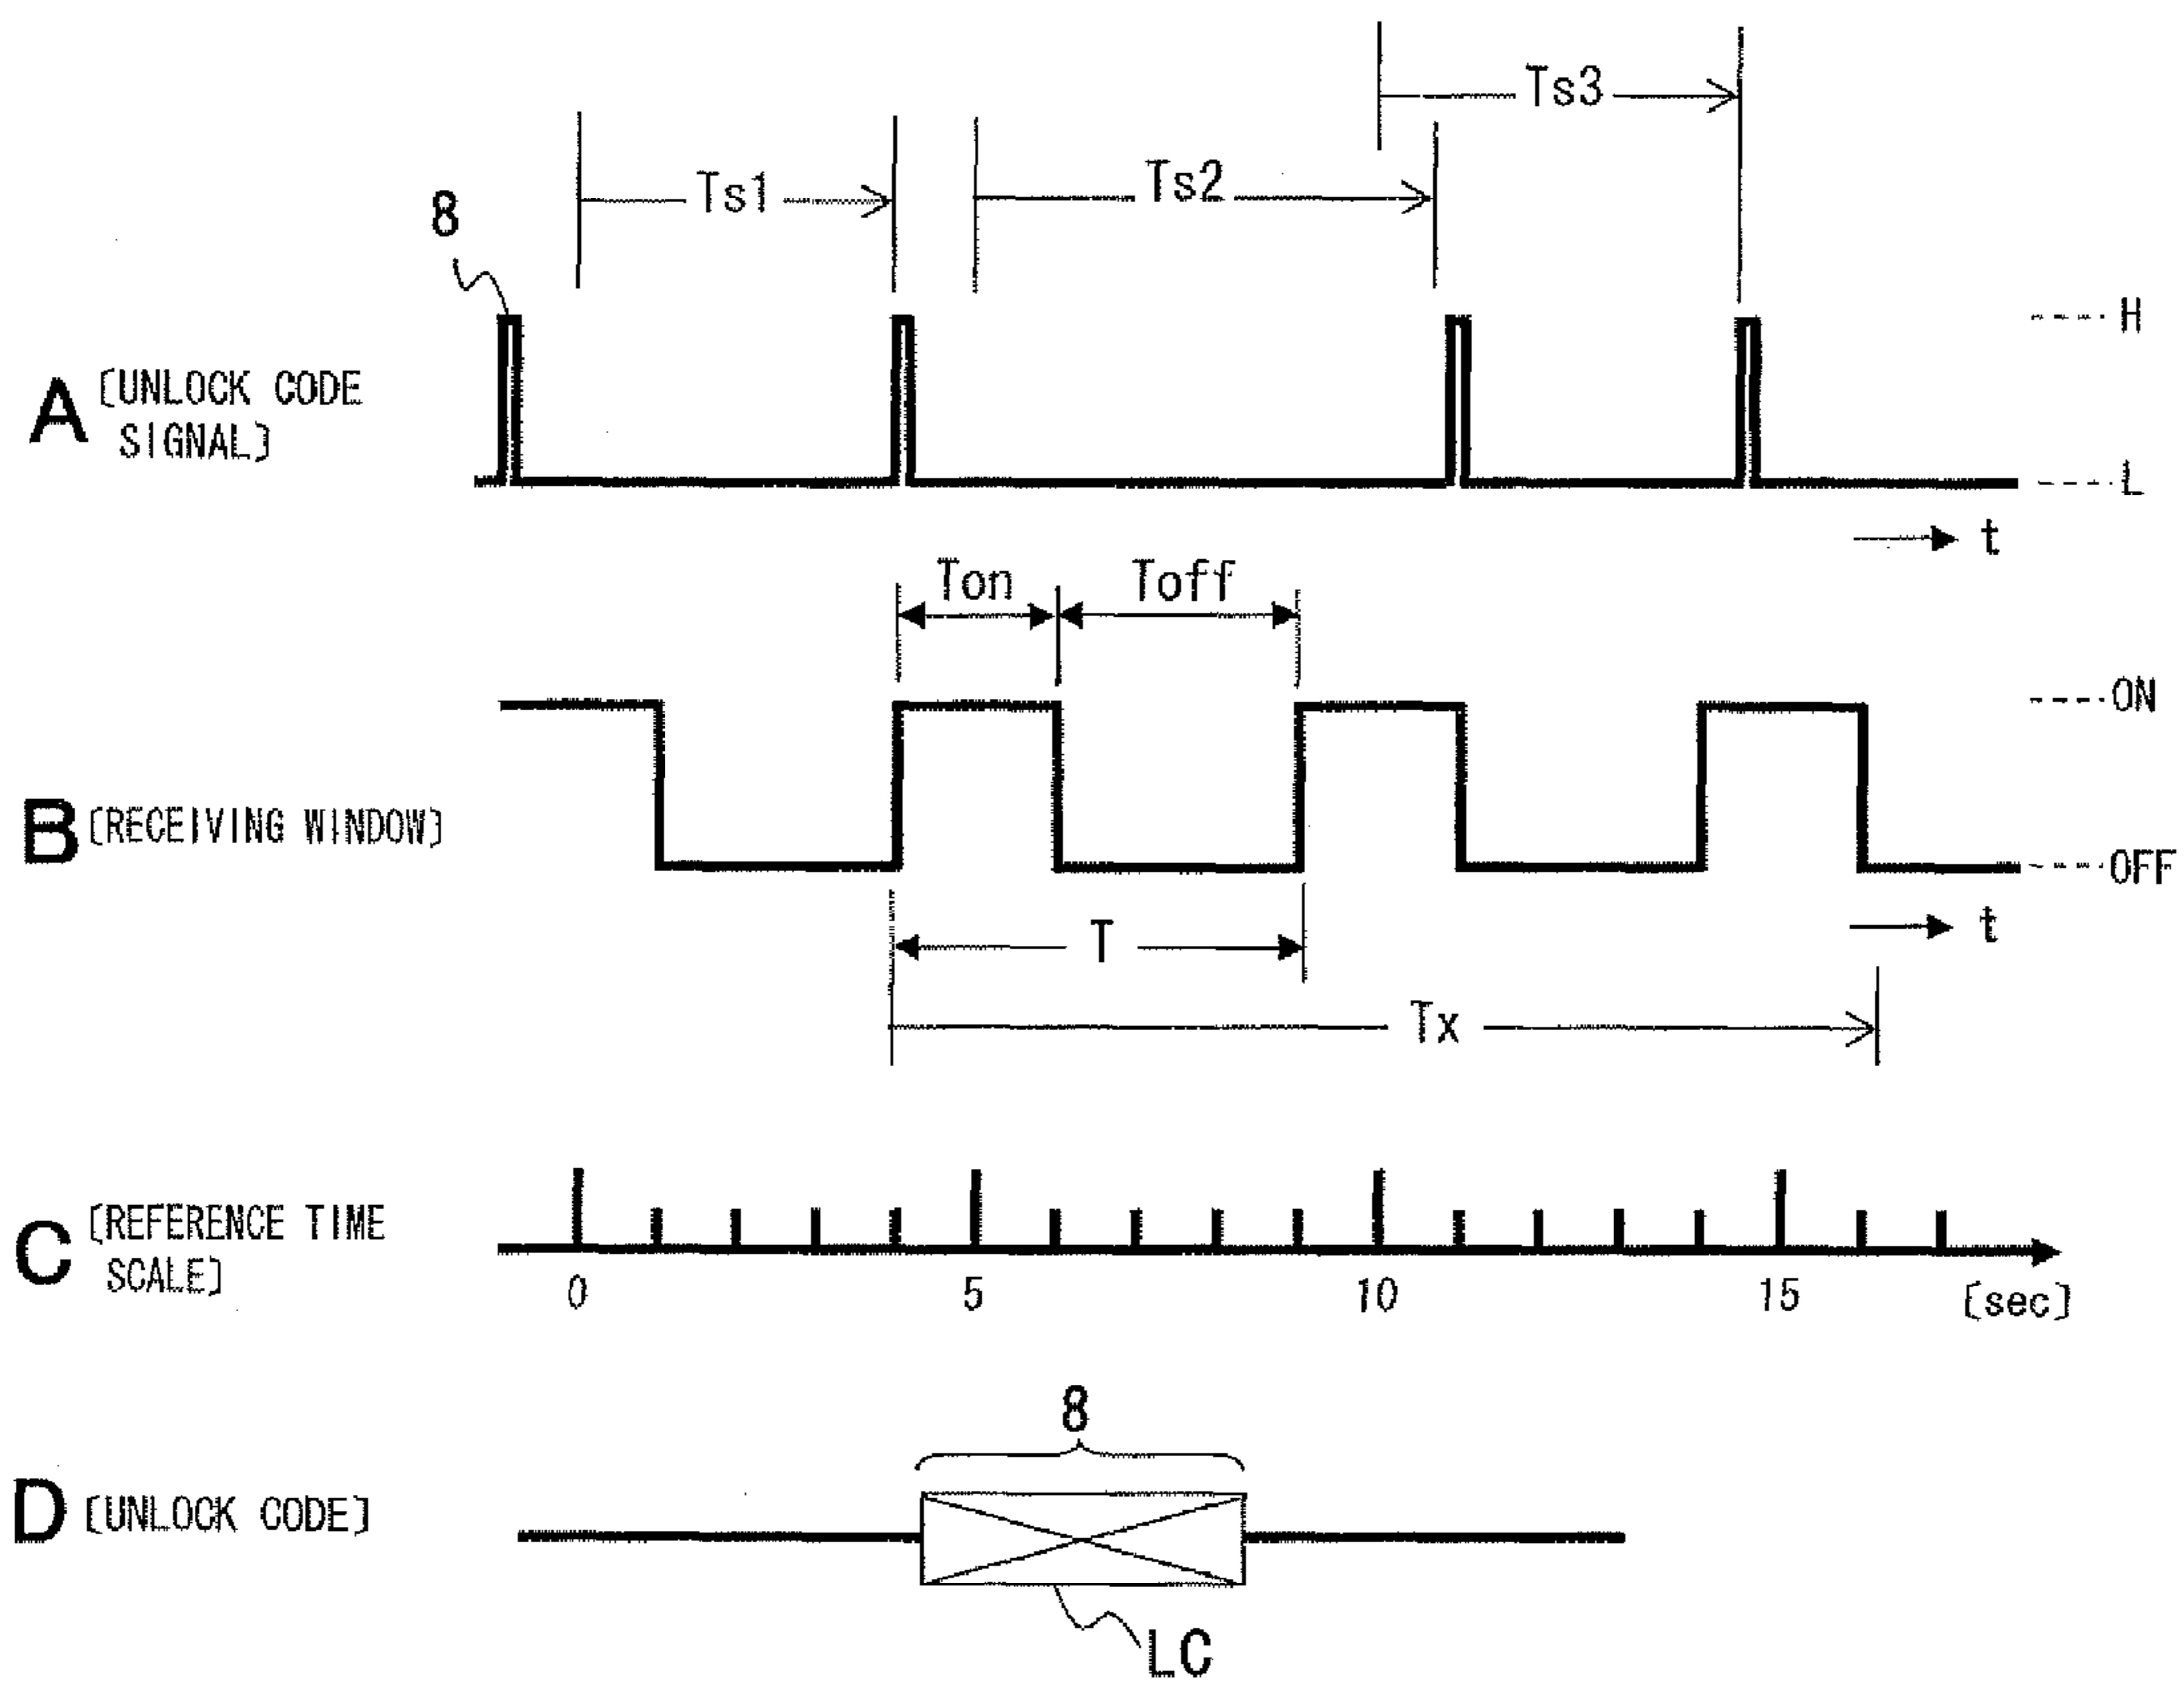 Ts3
Ts1
Ts2
8
H
A [UNLOCK CODE
SIGNAL]
L
t
Ton
Toff
ON
B [RECEIVING WINDOW]
OFF
T
t
Tx
C [REFERENCE TIME
SCALE]
0
5
10
15
[sec]
8
D [UNLOCK CODE]
LC